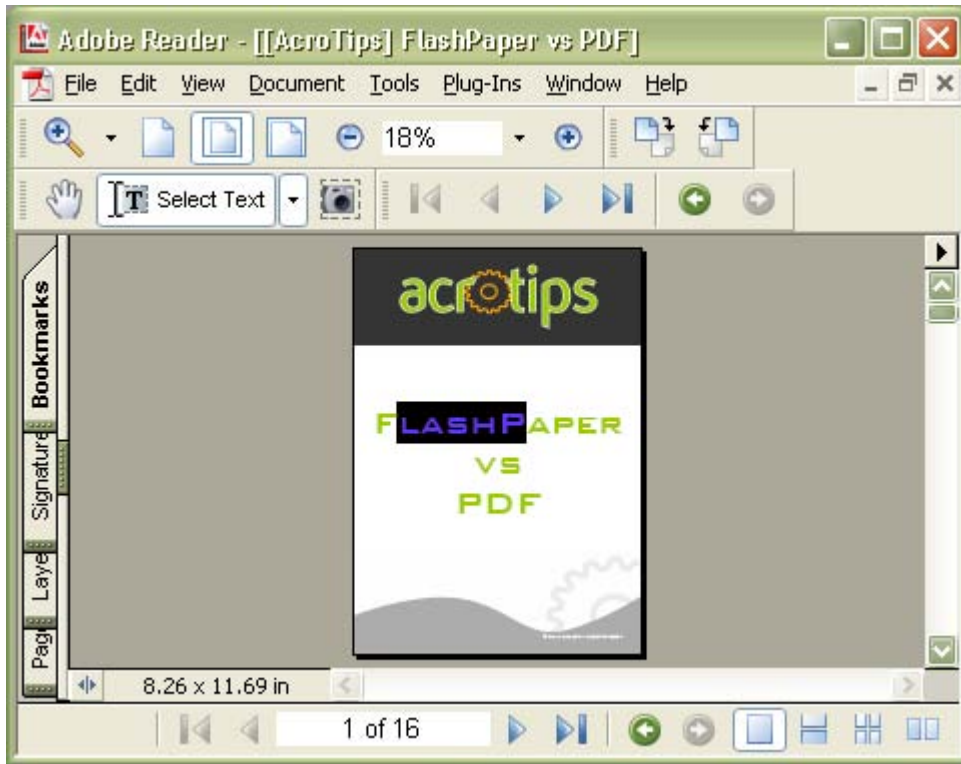 Adobe Reader - [[AcroTips] FlashPaper vs PDF]
File Edit View Document Tools Plug-Ins Window Help
18%
Select Text
Bookmarks
Signature
Laye
Pag
acrotips
FlashPaper
vs
PDF
8.26 x 11.69 in
1 of 16